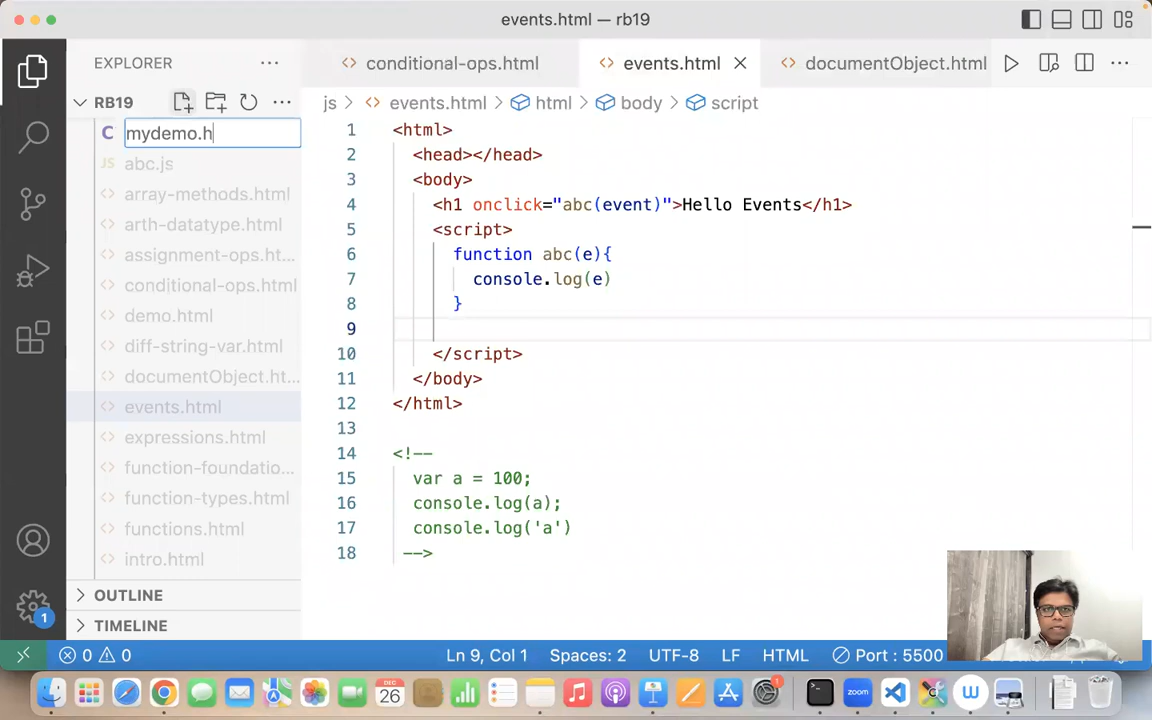 events.html — rb19
EXPLORER
conditional-ops.html
events.html
documentObject.html
RB19
js > events.html > html > body > script
mydemo.h
abc.js
array-methods.html
arth-datatype.html
assignment-ops.ht...
conditional-ops.html
demo.html
diff-string-var.html
documentObject.ht...
events.html
expressions.html
function-foundatio...
function-types.html
functions.html
intro.html
OUTLINE
TIMELINE
1 <html>
2 <head></head>
3 <body>
4 <h1 onclick="abc(event)">Hello Events</h1>
5 <script>
6 function abc(e){
7 console.log(e)
8 }
9
10 </script>
11 </body>
12 </html>
13
14 <!--
15 var a = 100;
16 console.log(a);
17 console.log('a')
18 -->
1
0 0 Ln 9, Col 1 Spaces: 2 UTF-8 LF HTML Port : 5500
DEC
26
zoom
W
1